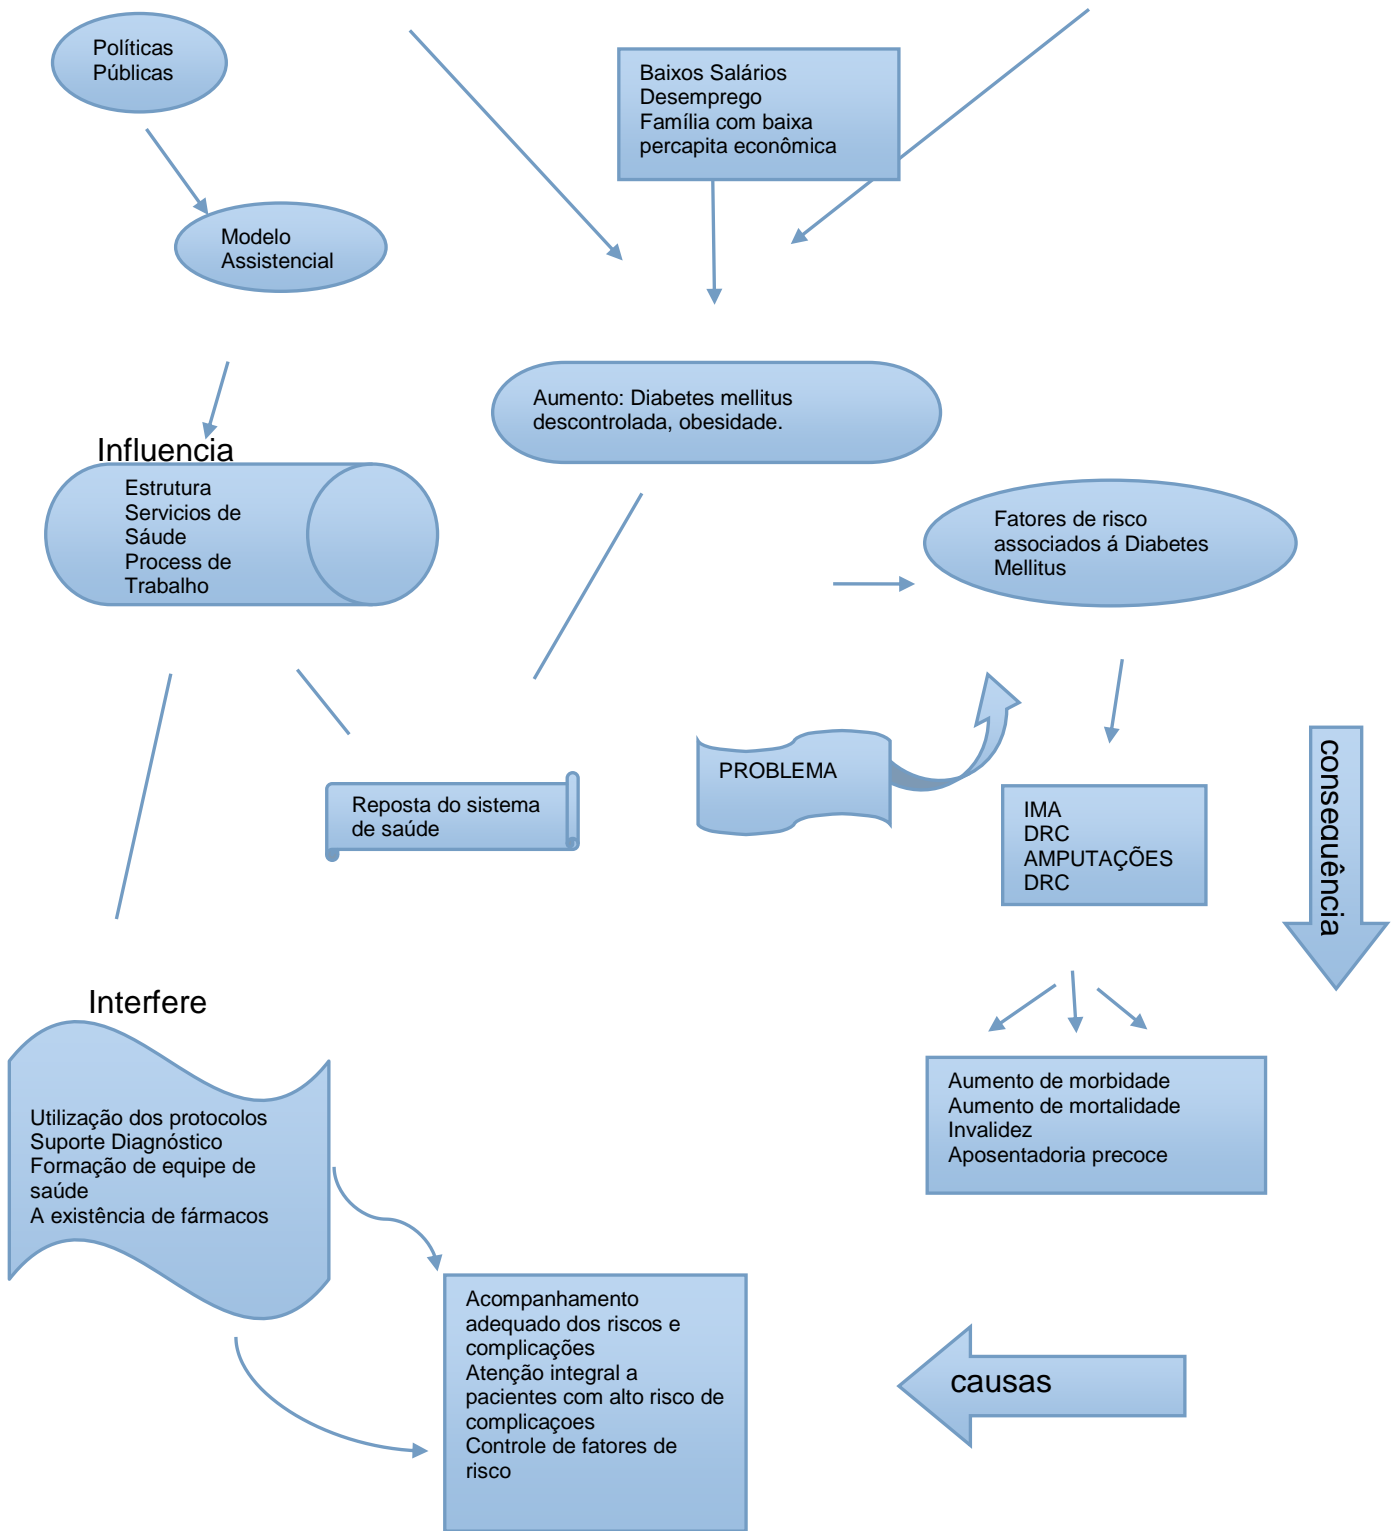 Políticas
Públicas
Baixos Salários
Desemprego
Família com baixa
percapita econômica
Modelo
Assistencial
Aumento: Diabetes mellitus
descontrolada, obesidade.
Influencia
Estrutura
Servicios de
Sáude
Process de
Trabalho
Fatores de risco
associados á Diabetes
Mellitus
PROBLEMA
consequência
Reposta do sistema
de saúde
IMA
DRC
AMPUTAÇÕES
DRC
Interfere
Aumento de morbidade
Aumento de mortalidade
Invalidez
Aposentadoria precoce
Utilização dos protocolos
Suporte Diagnóstico
Formação de equipe de
saúde
A existência de fármacos
Acompanhamento
adequado dos riscos e
complicações
Atenção integral a
pacientes com alto risco de
complicaçoes
Controle de fatores de
risco
causas